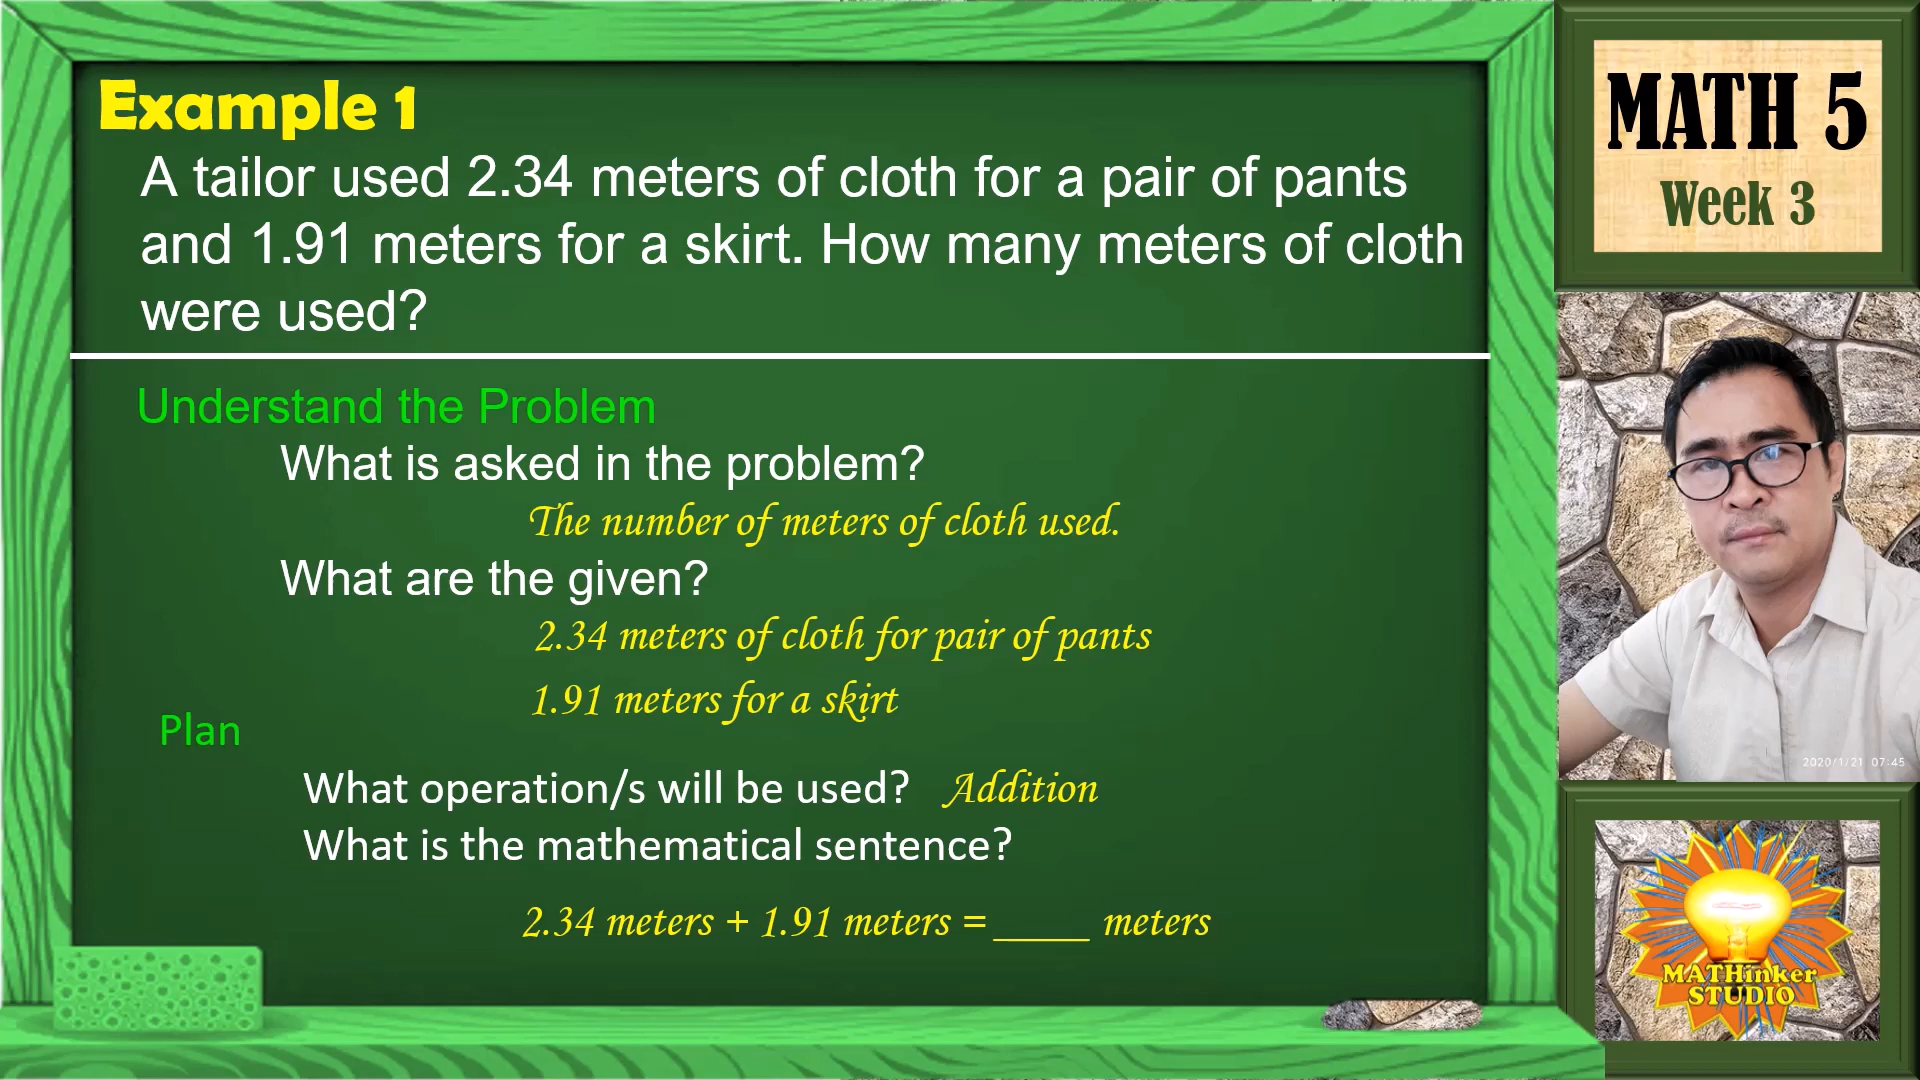 Example 1
A tailor used 2.34 meters of cloth for a pair of pants
and 1.91 meters for a skirt. How many meters of cloth
were used?
Understand the Problem
What is asked in the problem?
The number of meters of cloth used.
What are the given?
2.34 meters of cloth for pair of pants
1.91 meters for a skirt
Plan
What operation/s will be used? Addition
What is the mathematical sentence?
2.34 meters + 1.91 meters = _____ meters
MATH 5
Week 3
2020/1/21 07:45
MATHinker
STUDIO